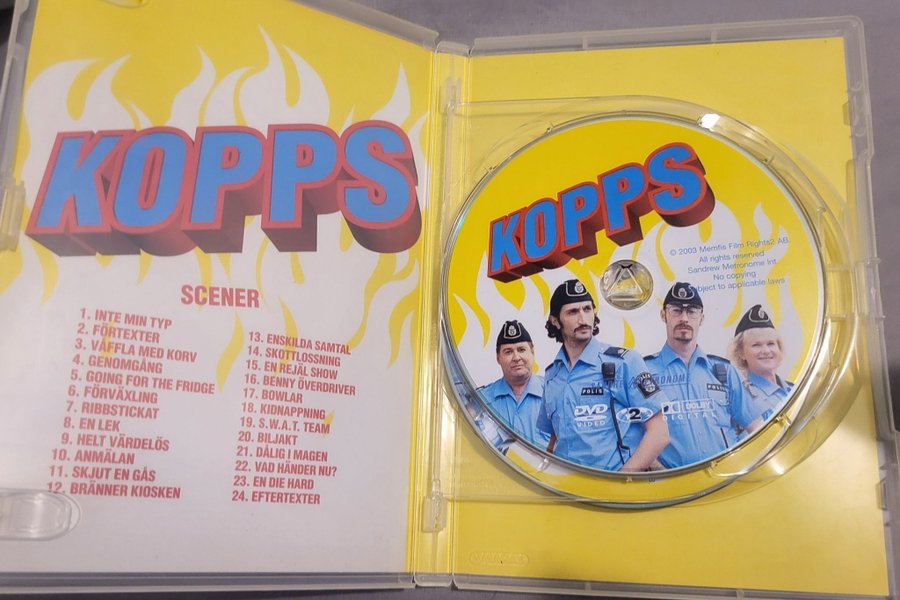 KOPPS
SCENER
1. INTE MIN TYP
2. FÖRTEXTER
3. VÅFFLA MED KORV
4. GENOMGÅNG
5. GOING FOR THE FRIDGE
6. FÖRVÄXLING
7. RIBBSTICKAT
8. EN LEK
9. HELT VÄRDELÖS
10. ANMÄLAN
11. SKJUT EN GÅS
12. BRÄNNER KIOSKEN
13. ENSKILDA SAMTAL
14. SKOTTLOSSNING
15. EN REJÄL SHOW
16. BENNY ÖVERDRIVER
17. BOWLAR
18. KIDNAPPNING
19. S.W.A.T. TEAM
20. BILJAKT
21. DÅLIG I MAGEN
22. VAD HÄNDER NU?
23. EN DIE HARD
24. EFTERTEXTER
KOPPS
© 2003 Memfis Film Rights2 AB.
All rights reserved
Sandrew Metronome Int.
No copying
subject to applicable laws
POLIS
POLIS
DVD
VIDEO
2
DOLBY
DIGITAL